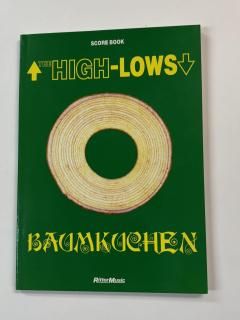 SCORE BOOK
↑THE HIGH-LOWS↓
BAUMKUCHEN
RittorMusic